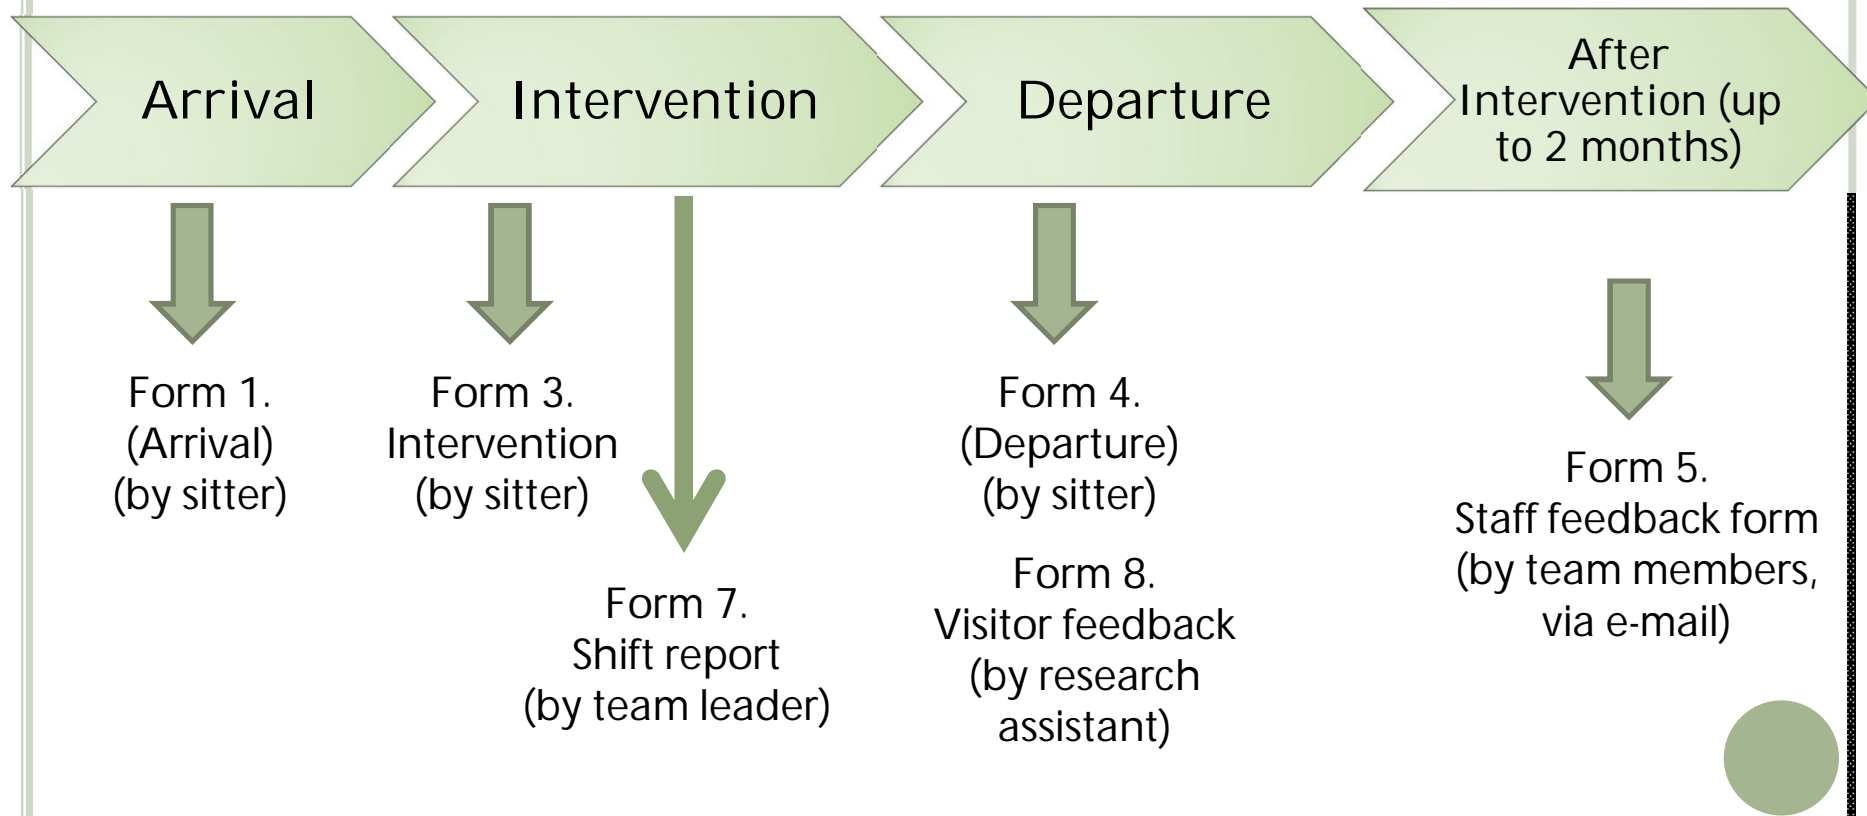 Arrival
Intervention
Departure
After
Intervention (up
to 2 months)
Form 1.
(Arrival)
(by sitter)
Form 3.
Intervention
(by sitter)
Form 7.
Shift report
(by team leader)
Form 4.
(Departure)
(by sitter)
Form 8.
Visitor feedback
(by research
assistant)
Form 5.
Staff feedback form
(by team members,
via e-mail)